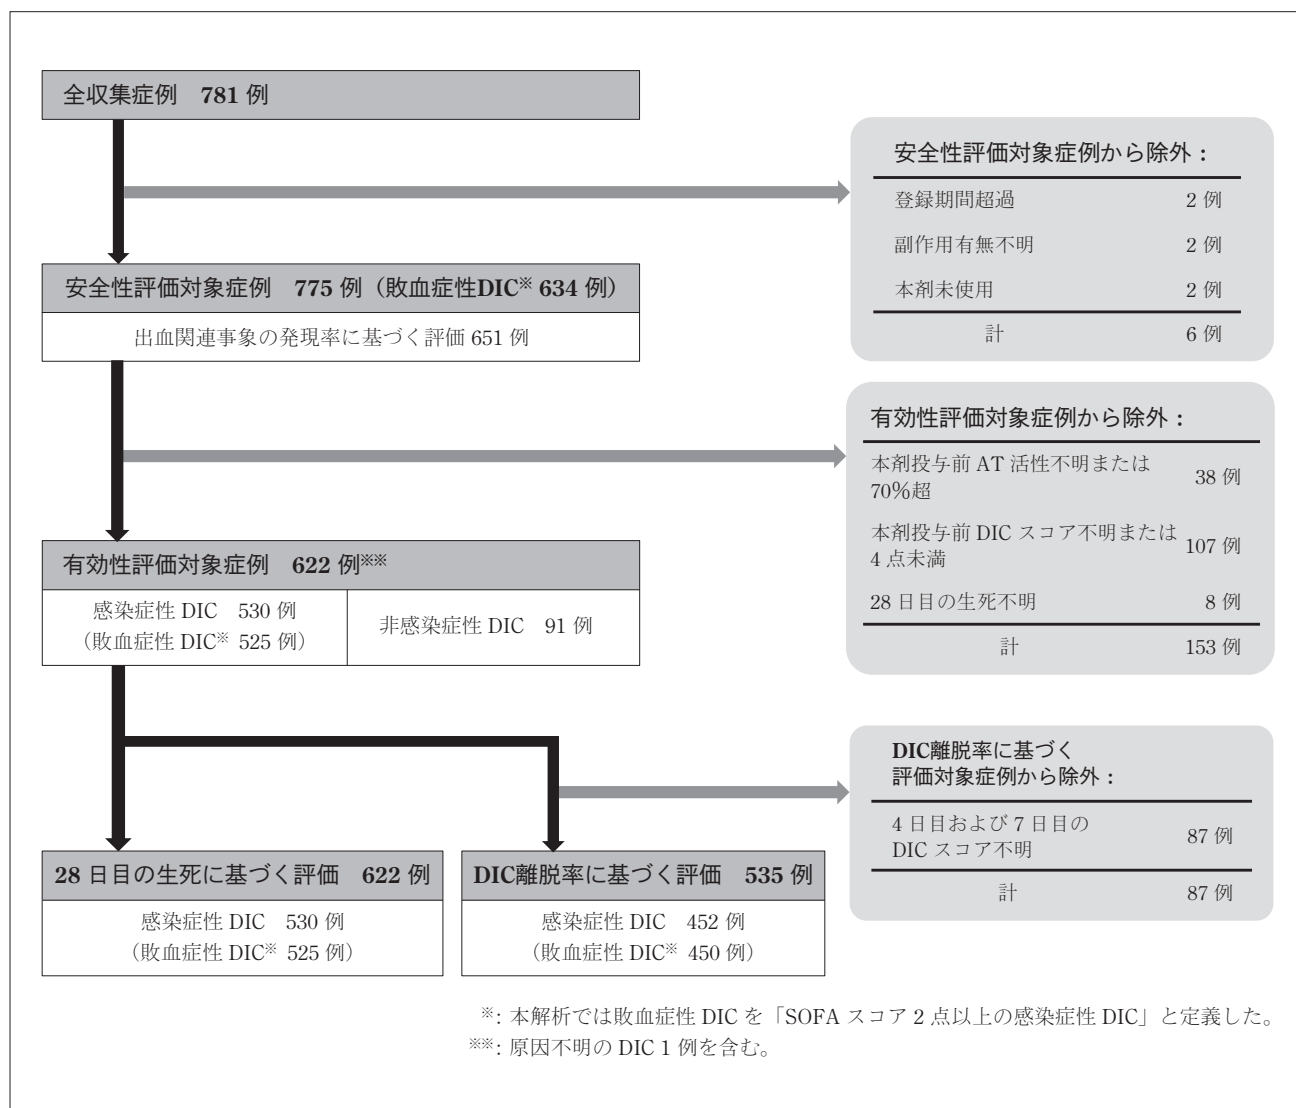 全収集症例　781 例
安全性評価対象症例から除外：
登録期間超過　2 例
副作用有無不明　2 例
本剤未使用　2 例
計　6 例
安全性評価対象症例　775 例（敗血症性DIC※ 634 例）
出血関連事象の発現率に基づく評価 651 例
有効性評価対象症例から除外：
本剤投与前 AT 活性不明または
70％超　38 例
本剤投与前 DIC スコア不明または
4 点未満　107 例
28 日目の生死不明　8 例
計　153 例
有効性評価対象症例　622 例※※
感染症性 DIC　530 例
（敗血症性 DIC※ 525 例）
非感染症性 DIC　91 例
DIC離脱率に基づく
評価対象症例から除外：
4 日目および 7 日目の
DIC スコア不明　87 例
計　87 例
28 日目の生死に基づく評価　622 例
感染症性 DIC　530 例
（敗血症性 DIC※ 525 例）
DIC離脱率に基づく評価　535 例
感染症性 DIC　452 例
（敗血症性 DIC※ 450 例）
※: 本解析では敗血症性 DIC を「SOFA スコア 2 点以上の感染症性 DIC」と定義した。
※※: 原因不明の DIC 1 例を含む。